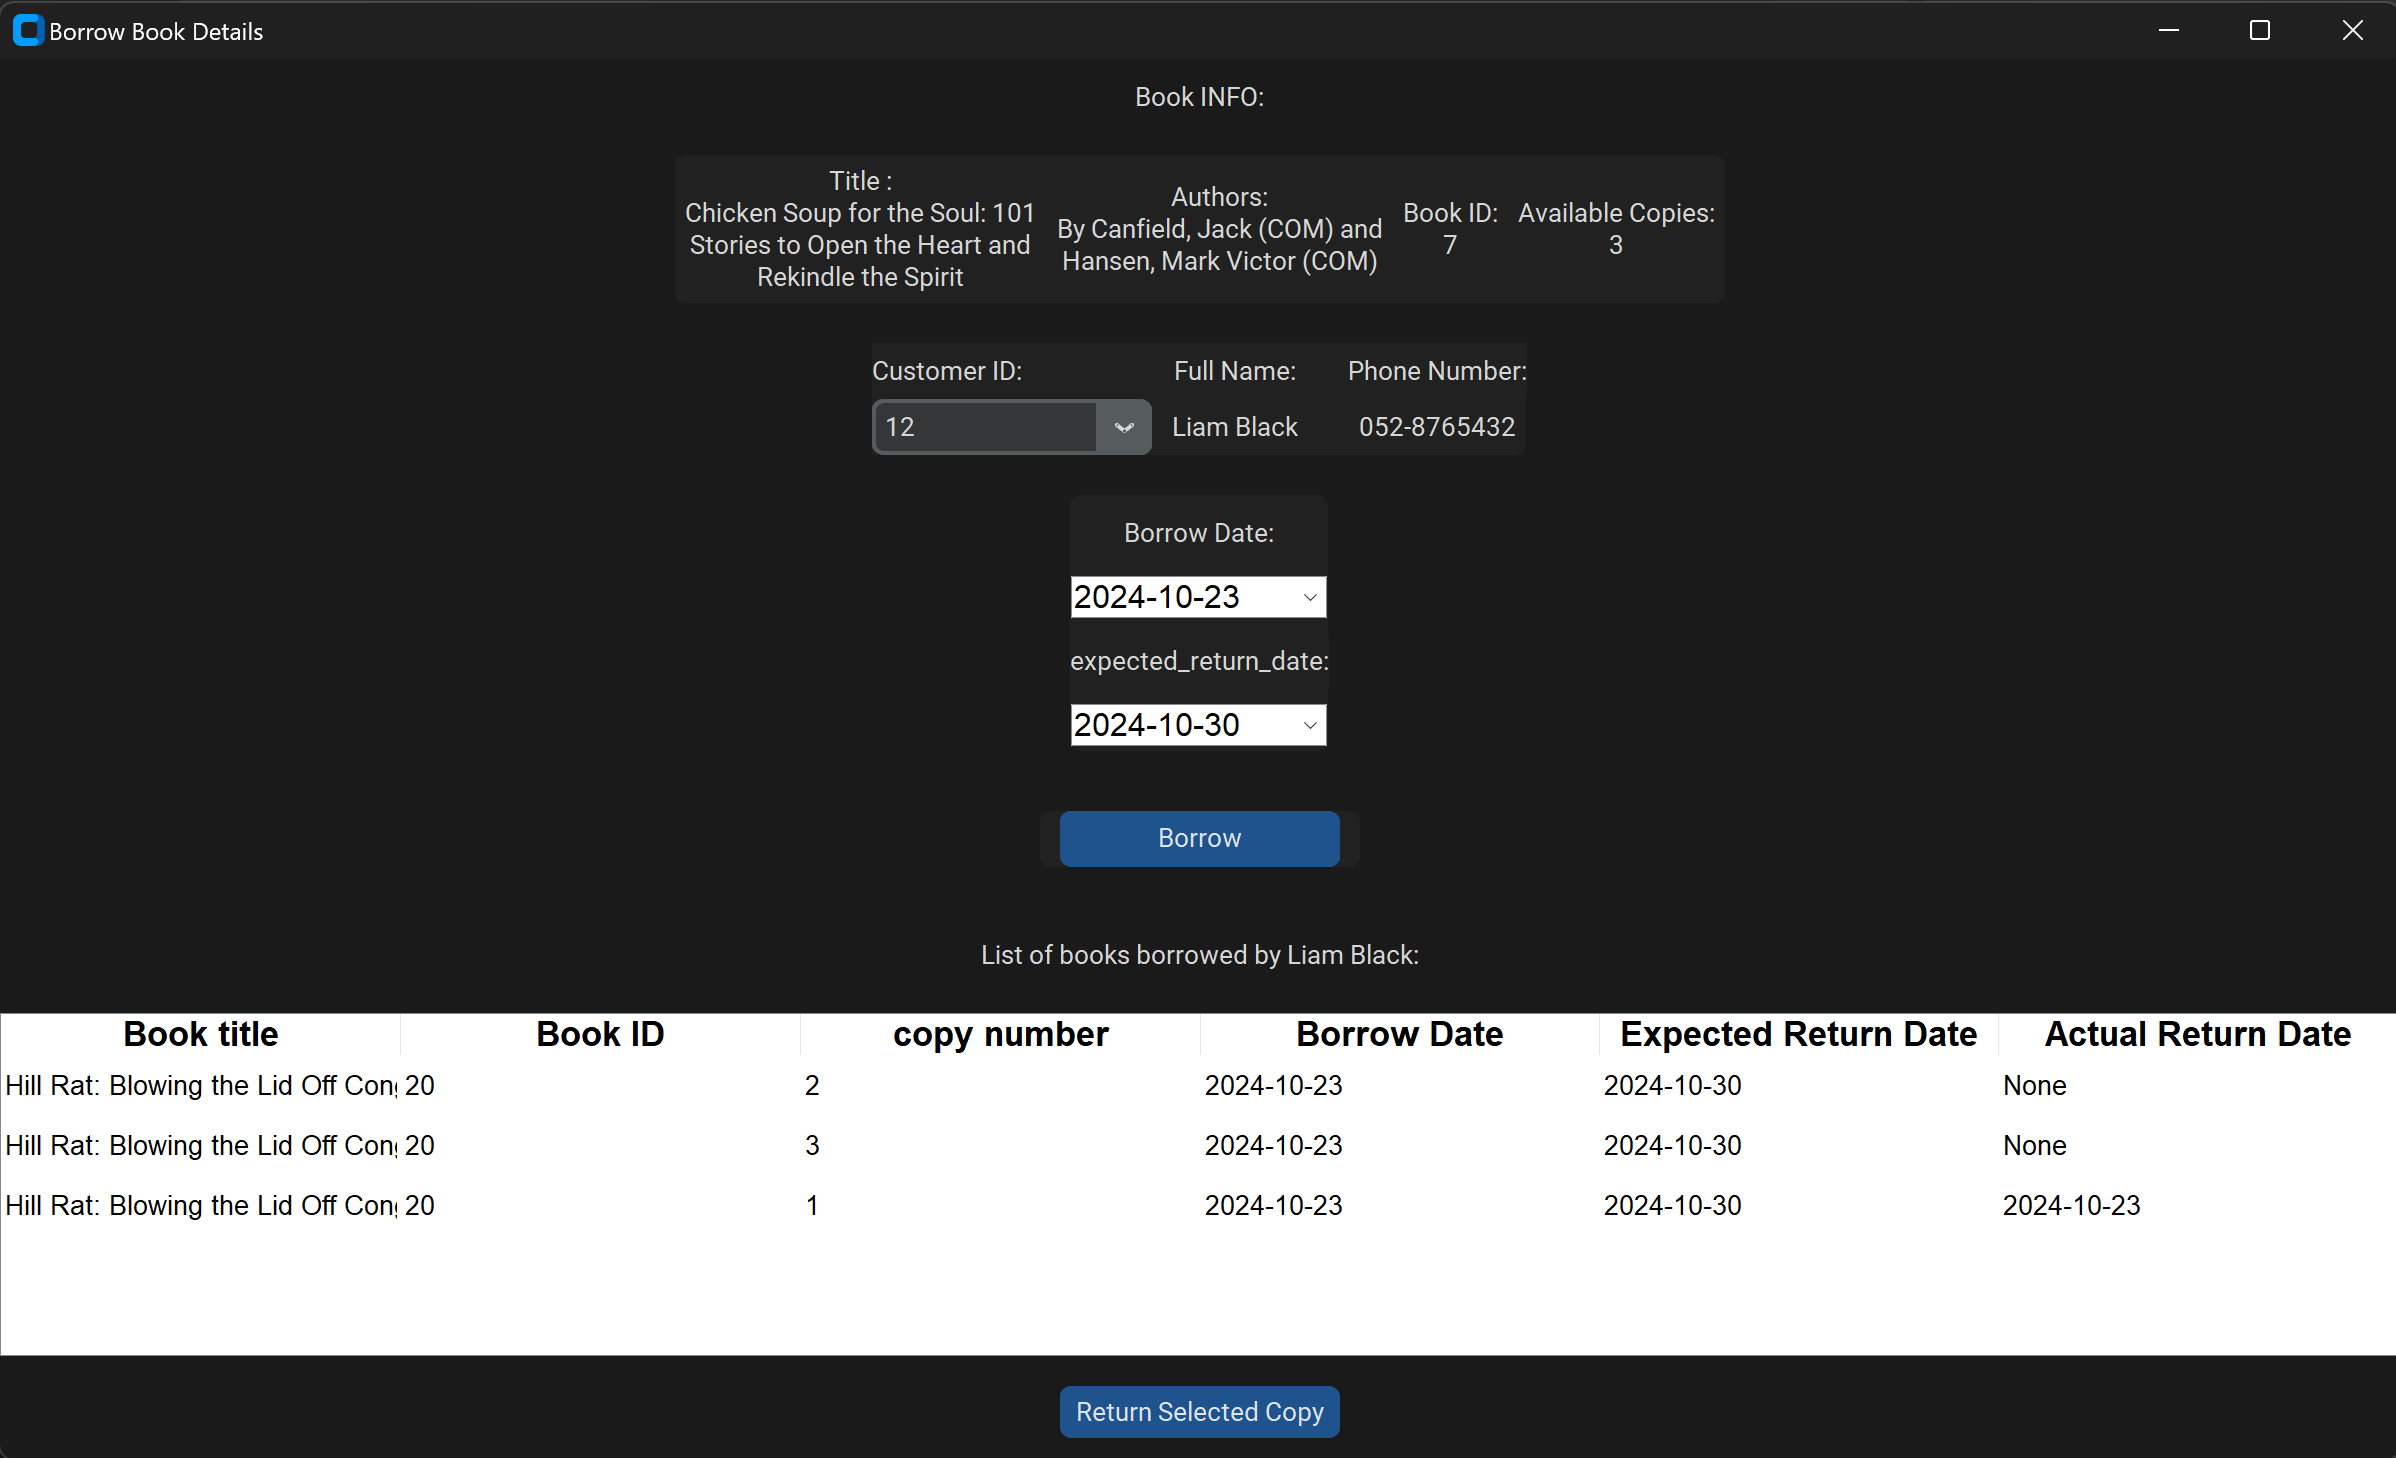 Borrow Book Details
Book INFO:
Title :
Chicken Soup for the Soul: 101
Stories to Open the Heart and
Rekindle the Spirit
Authors:
By Canfield, Jack (COM) and
Hansen, Mark Victor (COM)
Book ID:
7
Available Copies:
3
Customer ID: Full Name: Phone Number:
12 Liam Black 052-8765432
Borrow Date:
2024-10-23
expected_return_date:
2024-10-30
Borrow
List of books borrowed by Liam Black:
Book title Book ID copy number Borrow Date Expected Return Date Actual Return Date
Hill Rat: Blowing the Lid Off Con 20 2 2024-10-23 2024-10-30 None
Hill Rat: Blowing the Lid Off Con 20 3 2024-10-23 2024-10-30 None
Hill Rat: Blowing the Lid Off Con 20 1 2024-10-23 2024-10-30 2024-10-23
Return Selected Copy